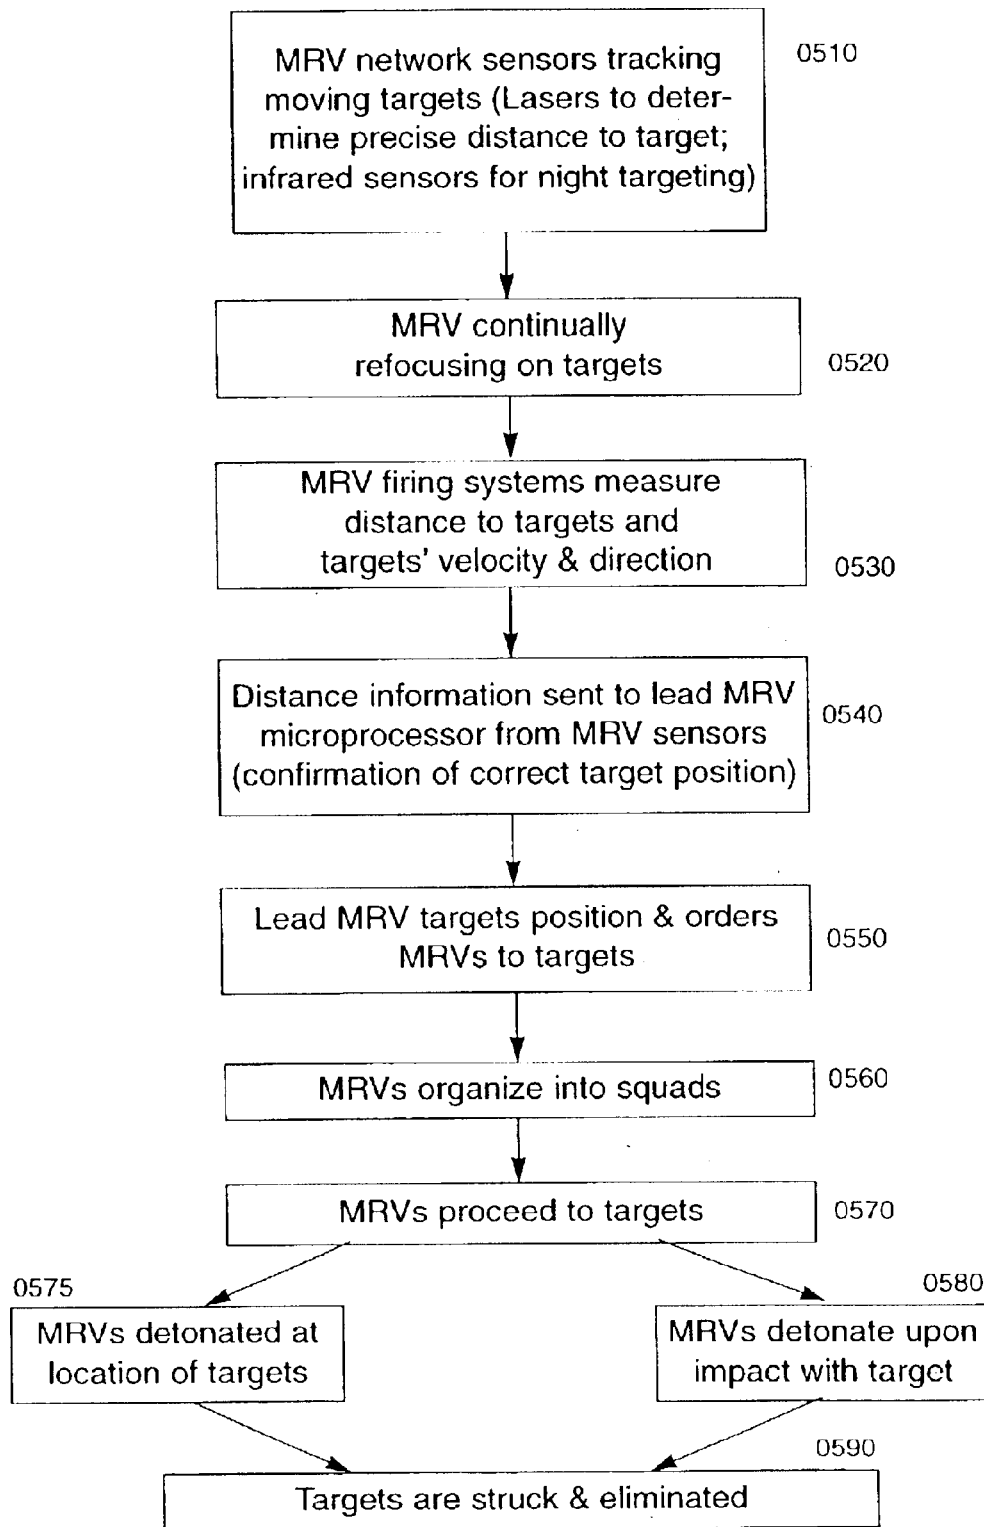 MRV network sensors tracking
moving targets (Lasers to deter-
mine precise distance to target;
infrared sensors for night targeting)
0510
MRV continually
refocusing on targets
0520
MRV firing systems measure
distance to targets and
targets' velocity & direction
0530
Distance information sent to lead MRV
microprocessor from MRV sensors
(confirmation of correct target position)
0540
Lead MRV targets position & orders
MRVs to targets
0550
MRVs organize into squads
0560
MRVs proceed to targets
0570
0575
MRVs detonated at
location of targets
0580
MRVs detonate upon
impact with target
0590
Targets are struck & eliminated